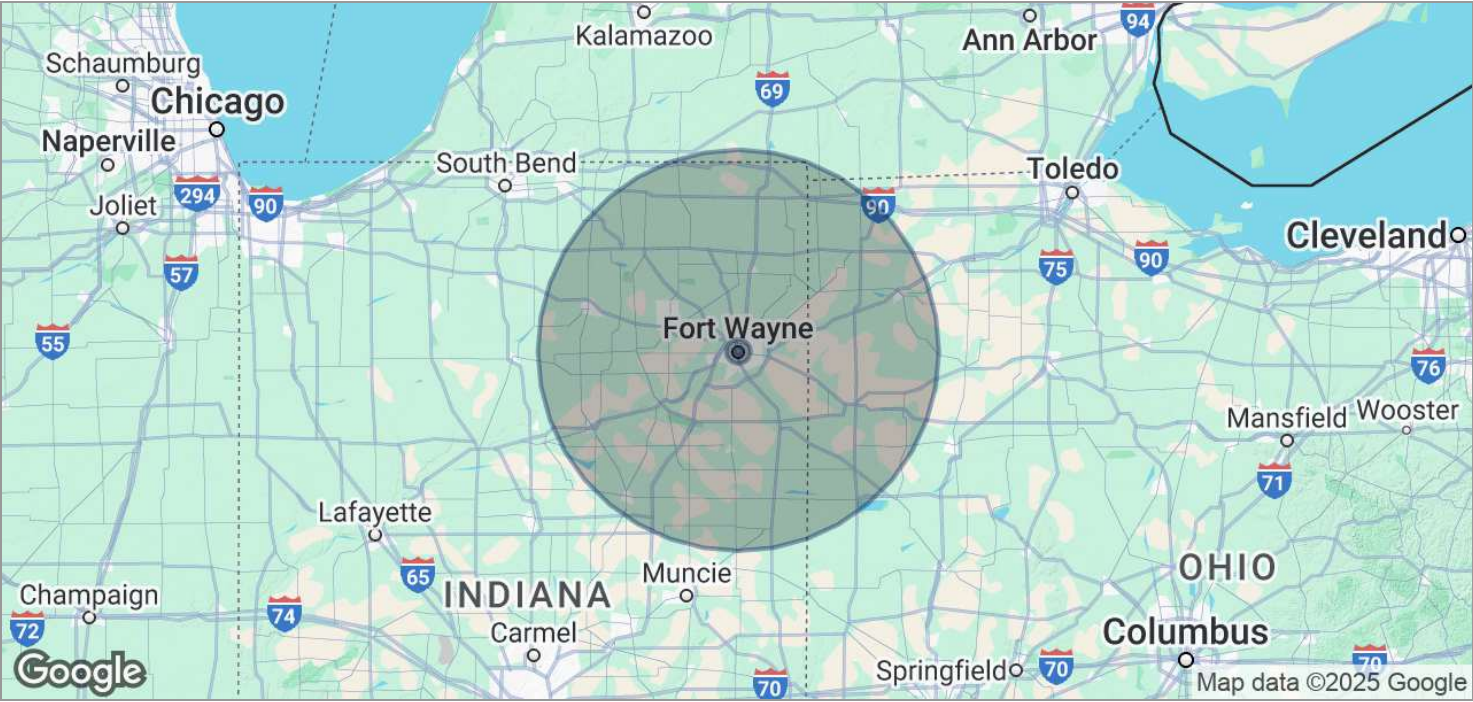 Kalamazoo
Ann Arbor
94
Schaumburg
69
Chicago
Naperville
South Bend
Toledo
294
90
Joliet
90
Cleveland
57
75
90
Fort Wayne
55
76
Mansfield
Wooster
71
Lafayette
65
Muncie
OHIO
INDIANA
Champaign
74
72
Carmel
Columbus
Google
Springfield
70
70
70
Map data ©2025 Google